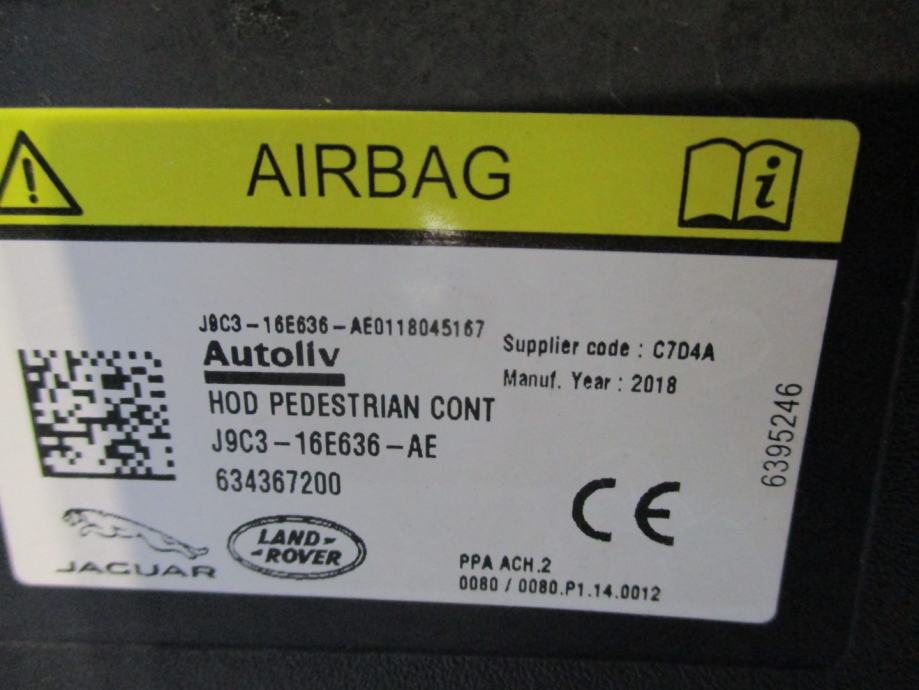 AIRBAG
J9C3-16E636-AE0118045167
Autoliv
Supplier code : C7D4A
Manuf. Year : 2018
HOD PEDESTRIAN CONT
J9C3-16E636-AE
634367200
6395246
CE
JAGUAR
LAND-
-ROVER
PPA ACH.2
0080 / 0080.P1.14.0012